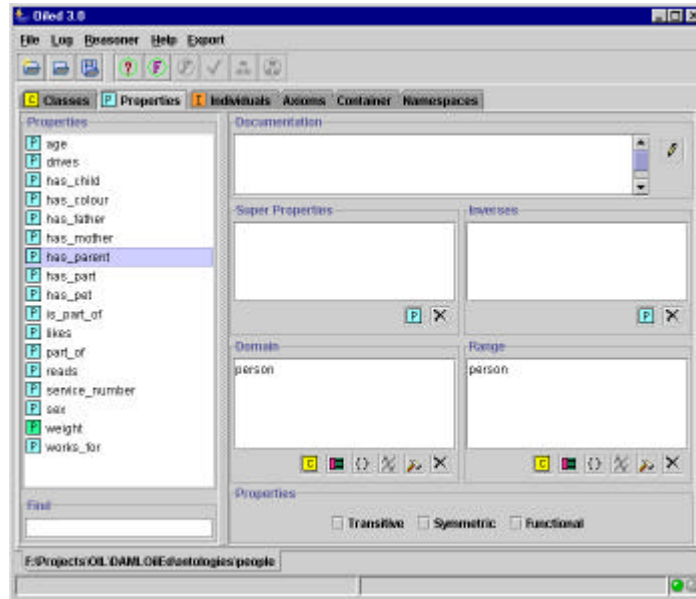 Oiled 3.0
File Log Reasoner Help Export
C Classes P Properties I Individuals Axioms Container Namespaces
Properties
P age
P drives
P has_child
P has_colour
P has_father
P has_mother
P has_parent
P has_part
P has_pet
P is_part_of
P likes
P part_of
P reads
P service_number
P sex
P weight
P works_for
Find
Documentation
Super Properties
Inverses
P
P
Domain
Range
person
person
C {}
C {}
Properties
Transitive Symmetric Functional
F:\Projects\OIL\DAMLOilEd\ontologies\people